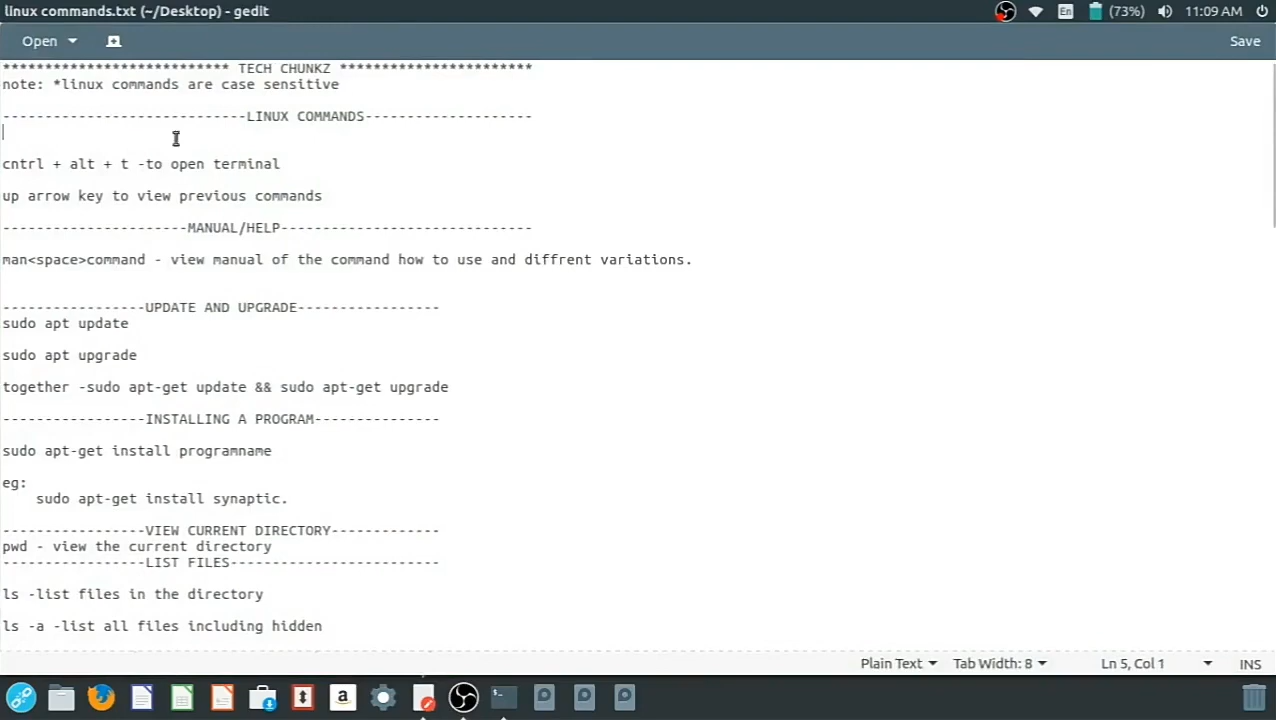 linux commands.txt (~/Desktop) - gedit
En (73%) 11:09 AM
Open Save
*************************** TECH CHUNKZ ***********************
note: *linux commands are case sensitive
-----------------------------LINUX COMMANDS--------------------
cntrl + alt + t -to open terminal
up arrow key to view previous commands
----------------------MANUAL/HELP------------------------------
man<space>command - view manual of the command how to use and diffrent variations.
-----------------UPDATE AND UPGRADE-----------------
sudo apt update
sudo apt upgrade
together -sudo apt-get update && sudo apt-get upgrade
-----------------INSTALLING A PROGRAM---------------
sudo apt-get install programname
eg:
sudo apt-get install synaptic.
-----------------VIEW CURRENT DIRECTORY-------------
pwd - view the current directory
-----------------LIST FILES-------------------------
ls -list files in the directory
ls -a -list all files including hidden
Plain Text Tab Width: 8 Ln 5, Col 1 INS